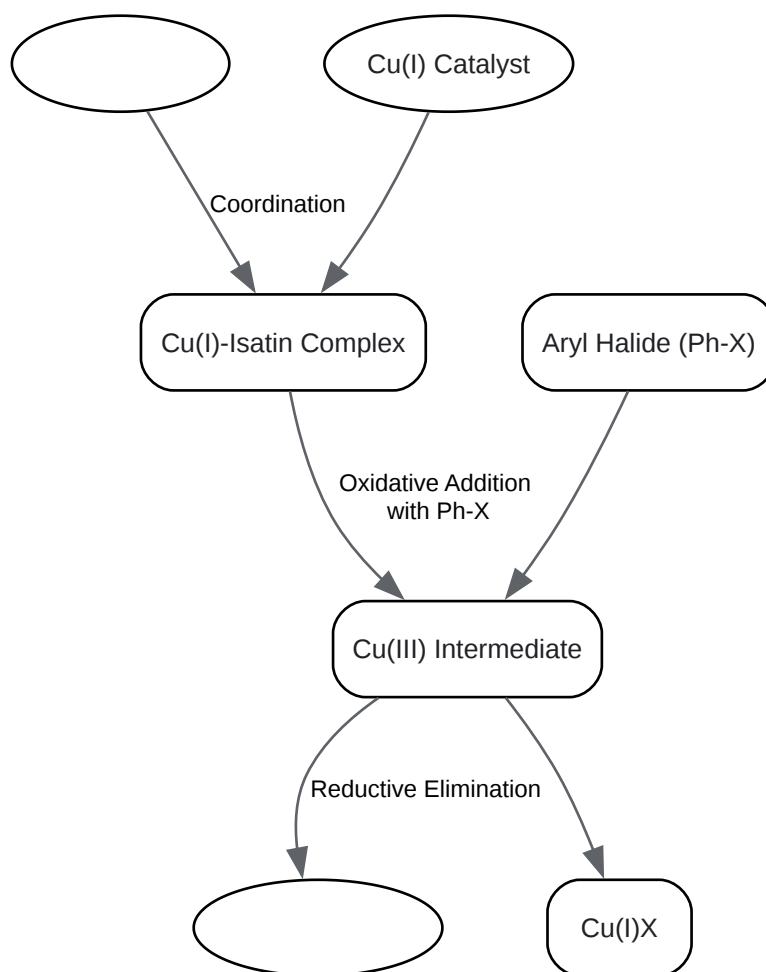 Cu(I) Catalyst
Coordination
Cu(I)-Isatin Complex
Aryl Halide (Ph-X)
Oxidative Addition
with Ph-X
Cu(III) Intermediate
Reductive Elimination
Cu(I)X